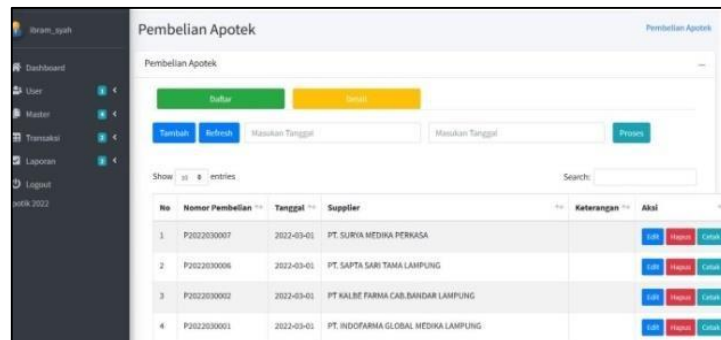 ibram_syah
Dashboard
User
Master
Transaksi
Laporan
Logout
potik 2022
Pembelian Apotek
Pembelian Apotek
Pembelian Apotek
Daftar
Detail
Tambah Refresh Masukan Tanggal Masukan Tanggal Proses
Show 10 entries Search:
No Nomor Pembelian Tanggal Supplier Keterangan Aksi
1 P2022030007 2022-03-01 PT. SURYA MEDIKA PERKASA Edit Hapus Cetak
2 P2022030006 2022-03-01 PT. SAPTA SARI TAMA LAMPUNG Edit Hapus Cetak
3 P2022030002 2022-03-01 PT KALBE FARMA CAB.BANDAR LAMPUNG Edit Hapus Cetak
4 P2022030001 2022-03-01 PT. INDOFARMA GLOBAL MEDIKA LAMPUNG Edit Hapus Cetak